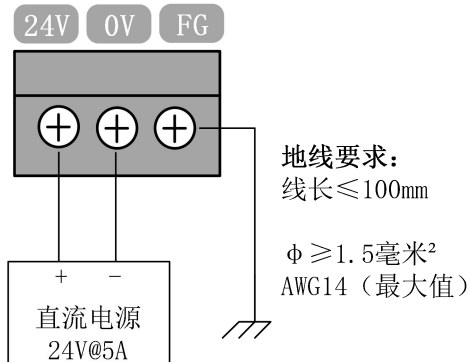 24V 0V FG
地线要求：
线长≤100mm
φ≥1.5毫米²
AWG14（最大值）
+ −
直流电源
24V@5A